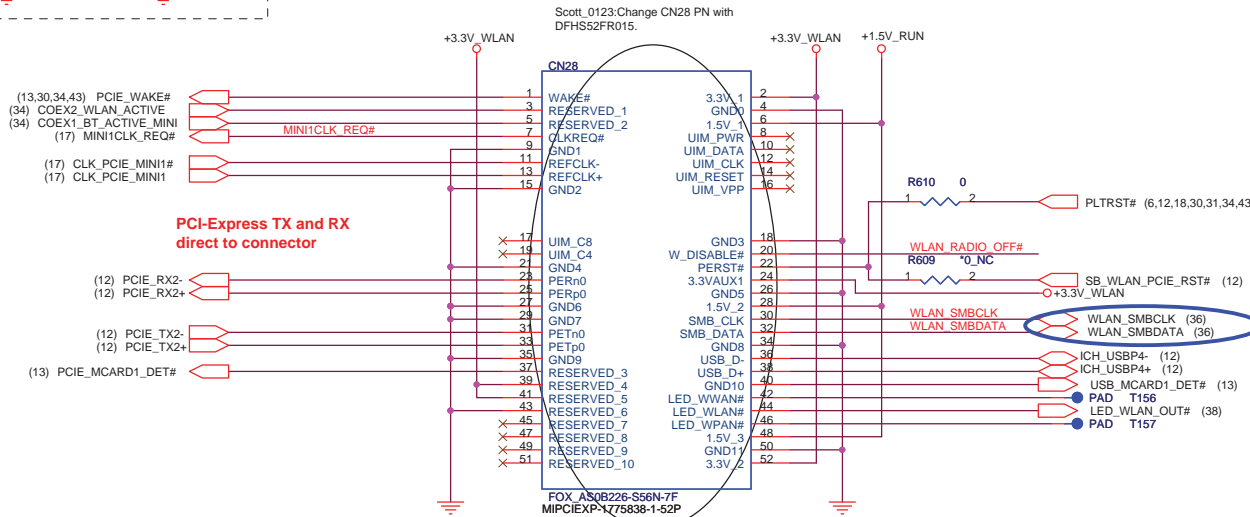 Scott_0123:Change CN28 PN with
DFHS52FR015.
+3.3V_WLAN
+3.3V_WLAN
+1.5V_RUN
CN28
(13,30,34,43) PCIE_WAKE# 1 WAKE# 3.3V_1 2
(34) COEX2_WLAN_ACTIVE 3 RESERVED_1 GND0 4
(34) COEX1_BT_ACTIVE_MINI 5 RESERVED_2 1.5V_1 6
(17) MINI1CLK_REQ# MINI1CLK_REQ# 7 CLKREQ# UIM_PWR 8
9 GND1 UIM_DATA 10
(17) CLK_PCIE_MINI1# 11 REFCLK- UIM_CLK 12
(17) CLK_PCIE_MINI1 13 REFCLK+ UIM_RESET 14
15 GND2 UIM_VPP 16
R610 0
1 2 PLTRST# (6,12,18,30,31,34,43
PCI-Express TX and RX
direct to connector
17 UIM_C8 GND3 18
19 UIM_C4 W_DISABLE# 20 WLAN_RADIO_OFF#
21 GND4 PERST# 22
R609 *0_NC
(12) PCIE_RX2- 23 PERn0 3.3VAUX1 24
1 2 SB_WLAN_PCIE_RST# (12)
(12) PCIE_RX2+ 25 PERp0 GND5 26 +3.3V_WLAN
27 GND6 1.5V_2 28
29 GND7 SMB_CLK 30 WLAN_SMBCLK WLAN_SMBCLK (36)
(12) PCIE_TX2- 31 PETn0 SMB_DATA 32 WLAN_SMBDATA WLAN_SMBDATA (36)
(12) PCIE_TX2+ 33 PETp0 GND8 34
35 GND9 USB_D- 36 ICH_USBP4- (12)
(13) PCIE_MCARD1_DET# 37 RESERVED_3 USB_D+ 38 ICH_USBP4+ (12)
39 RESERVED_4 GND10 40 USB_MCARD1_DET# (13)
41 RESERVED_5 LED_WWAN# 42 PAD T156
43 RESERVED_6 LED_WLAN# 44 LED_WLAN_OUT# (38)
45 RESERVED_7 LED_WPAN# 46 PAD T157
47 RESERVED_8 1.5V_3 48
49 RESERVED_9 GND11 50
51 RESERVED_10 3.3V_2 52
FOX_AS0B226-S56N-7F
MIPCIEXP-1775838-1-52P